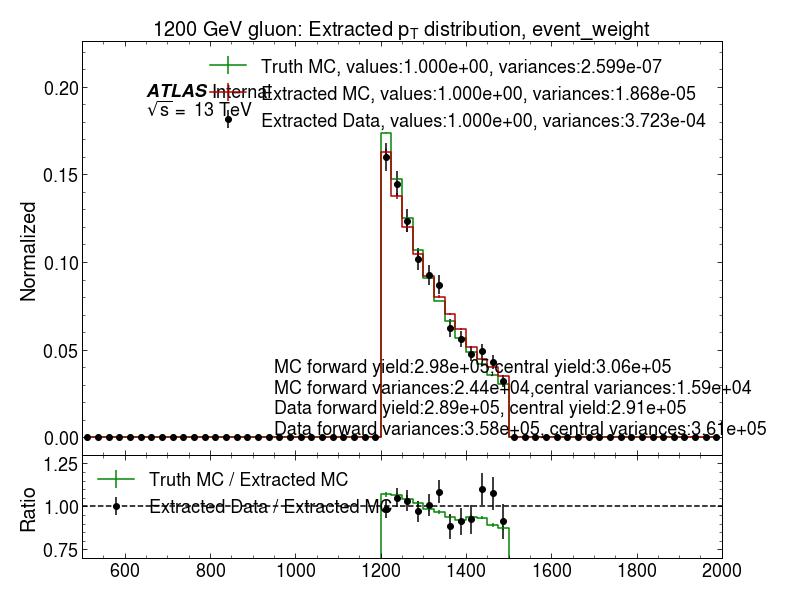 1200 GeV gluon: Extracted pT distribution, event_weight
Truth MC, values:1.000e+00, variances:2.599e-07
ATLAS Internal
Extracted MC, values:1.000e+00, variances:1.868e-05
√s = 13 TeV
Extracted Data, values:1.000e+00, variances:3.723e-04
Normalized
0.20
0.15
0.10
0.05
0.00
MC forward yield:2.98e+05, central yield:3.06e+05
MC forward variances:2.44e+04,central variances:1.59e+04
Data forward yield:2.89e+05, central yield:2.91e+05
Data forward variances:3.58e+05, central variances:3.61e+05
Ratio
1.25
1.00
0.75
Truth MC / Extracted MC
Extracted Data / Extracted MC
600 800 1000 1200 1400 1600 1800 2000